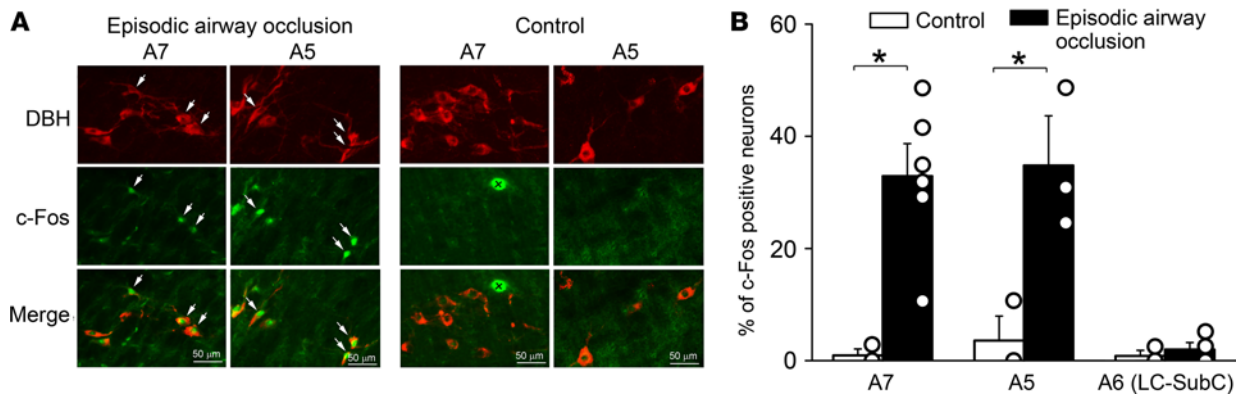 A
Episodic airway occlusion
Control
A7 A5 A7 A5
DBH
c-Fos
Merge
50 µm 50 µm 50 µm 50 µm
B
Control
Episodic airway occlusion
% of c-Fos positive neurons
60
40
20
0
* *
A7 A5 A6 (LC-SubC)